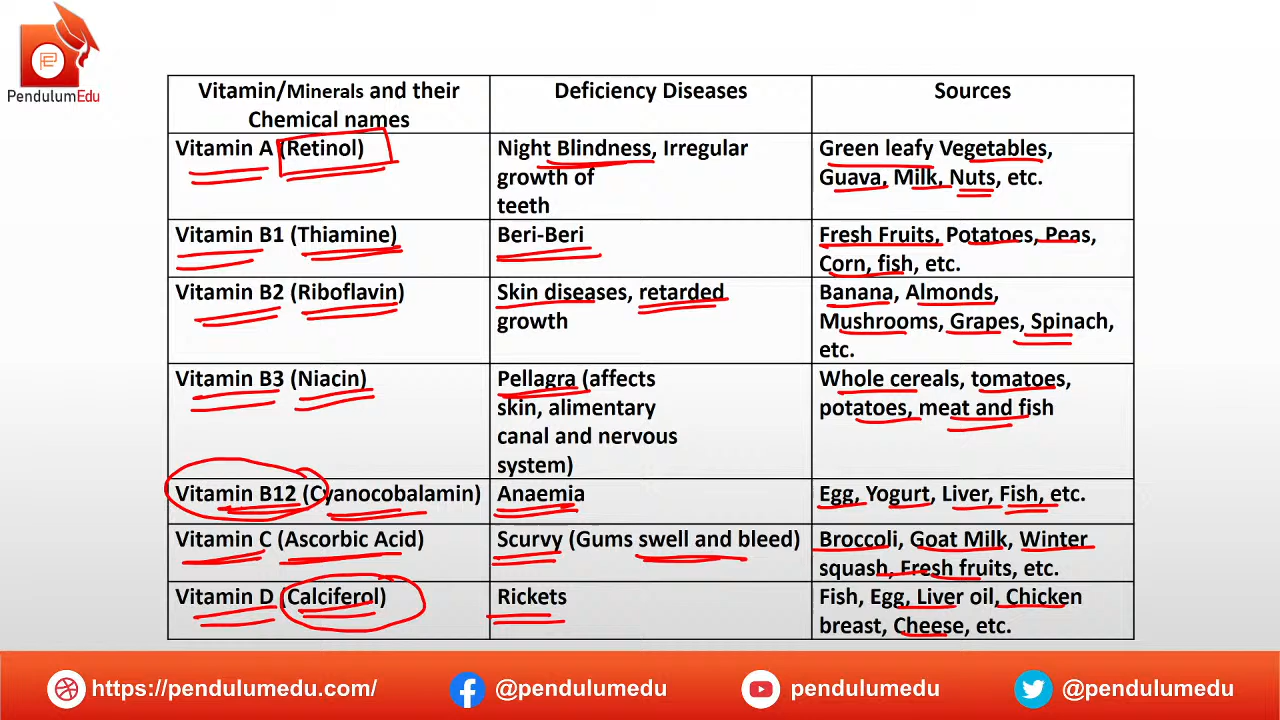 PendulumEdu
Vitamin/Minerals and their
Chemical names
Deficiency Diseases
Sources
Vitamin A (Retinol)
Night Blindness, Irregular
growth of
teeth
Green leafy Vegetables,
Guava, Milk, Nuts, etc.
Vitamin B1 (Thiamine)
Beri-Beri
Fresh Fruits, Potatoes, Peas,
Corn, fish, etc.
Vitamin B2 (Riboflavin)
Skin diseases, retarded
growth
Banana, Almonds,
Mushrooms, Grapes, Spinach,
etc.
Vitamin B3 (Niacin)
Pellagra (affects
skin, alimentary
canal and nervous
system)
Whole cereals, tomatoes,
potatoes, meat and fish
Vitamin B12 (Cyanocobalamin)
Anaemia
Egg, Yogurt, Liver, Fish, etc.
Vitamin C (Ascorbic Acid)
Scurvy (Gums swell and bleed)
Broccoli, Goat Milk, Winter
squash, Fresh fruits, etc.
Vitamin D (Calciferol)
Rickets
Fish, Egg, Liver oil, Chicken
breast, Cheese, etc.
https://pendulumedu.com/
@pendulumedu
pendulumedu
@pendulumedu